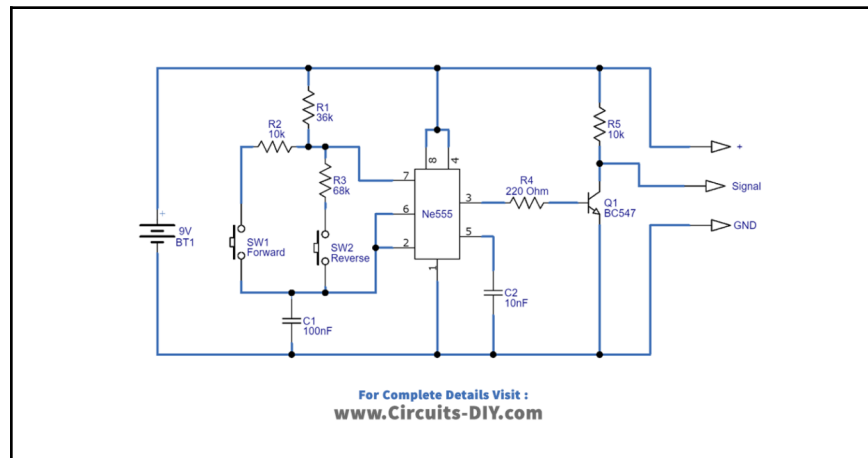 R1
36k
R2
10k
R3
68k
R5
10k
8
4
+
7
R4
220 Ohm
3
Q1
BC547
Signal
Ne555
6
5
2
GND
+
9V
BT1
SW1
Forward
SW2
Reverse
1
C1
100nF
C2
10nF
For Complete Details Visit :
www.Circuits-DIY.com